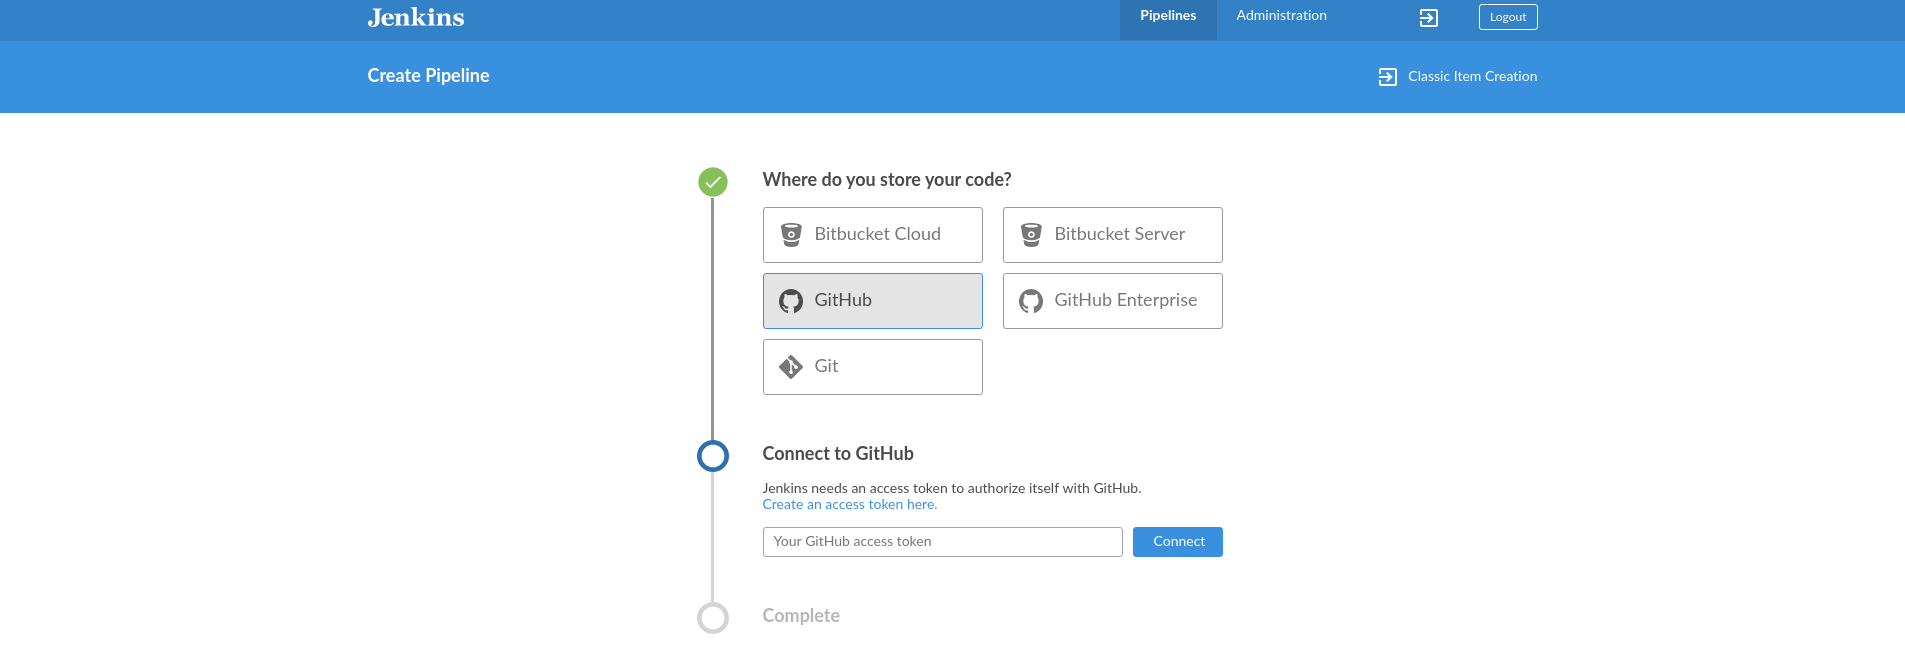 Jenkins
Pipelines
Administration
Logout
Create Pipeline
Classic Item Creation
Where do you store your code?
Bitbucket Cloud
Bitbucket Server
GitHub
GitHub Enterprise
Git
Connect to GitHub
Jenkins needs an access token to authorize itself with GitHub.
Create an access token here.
Your GitHub access token
Connect
Complete